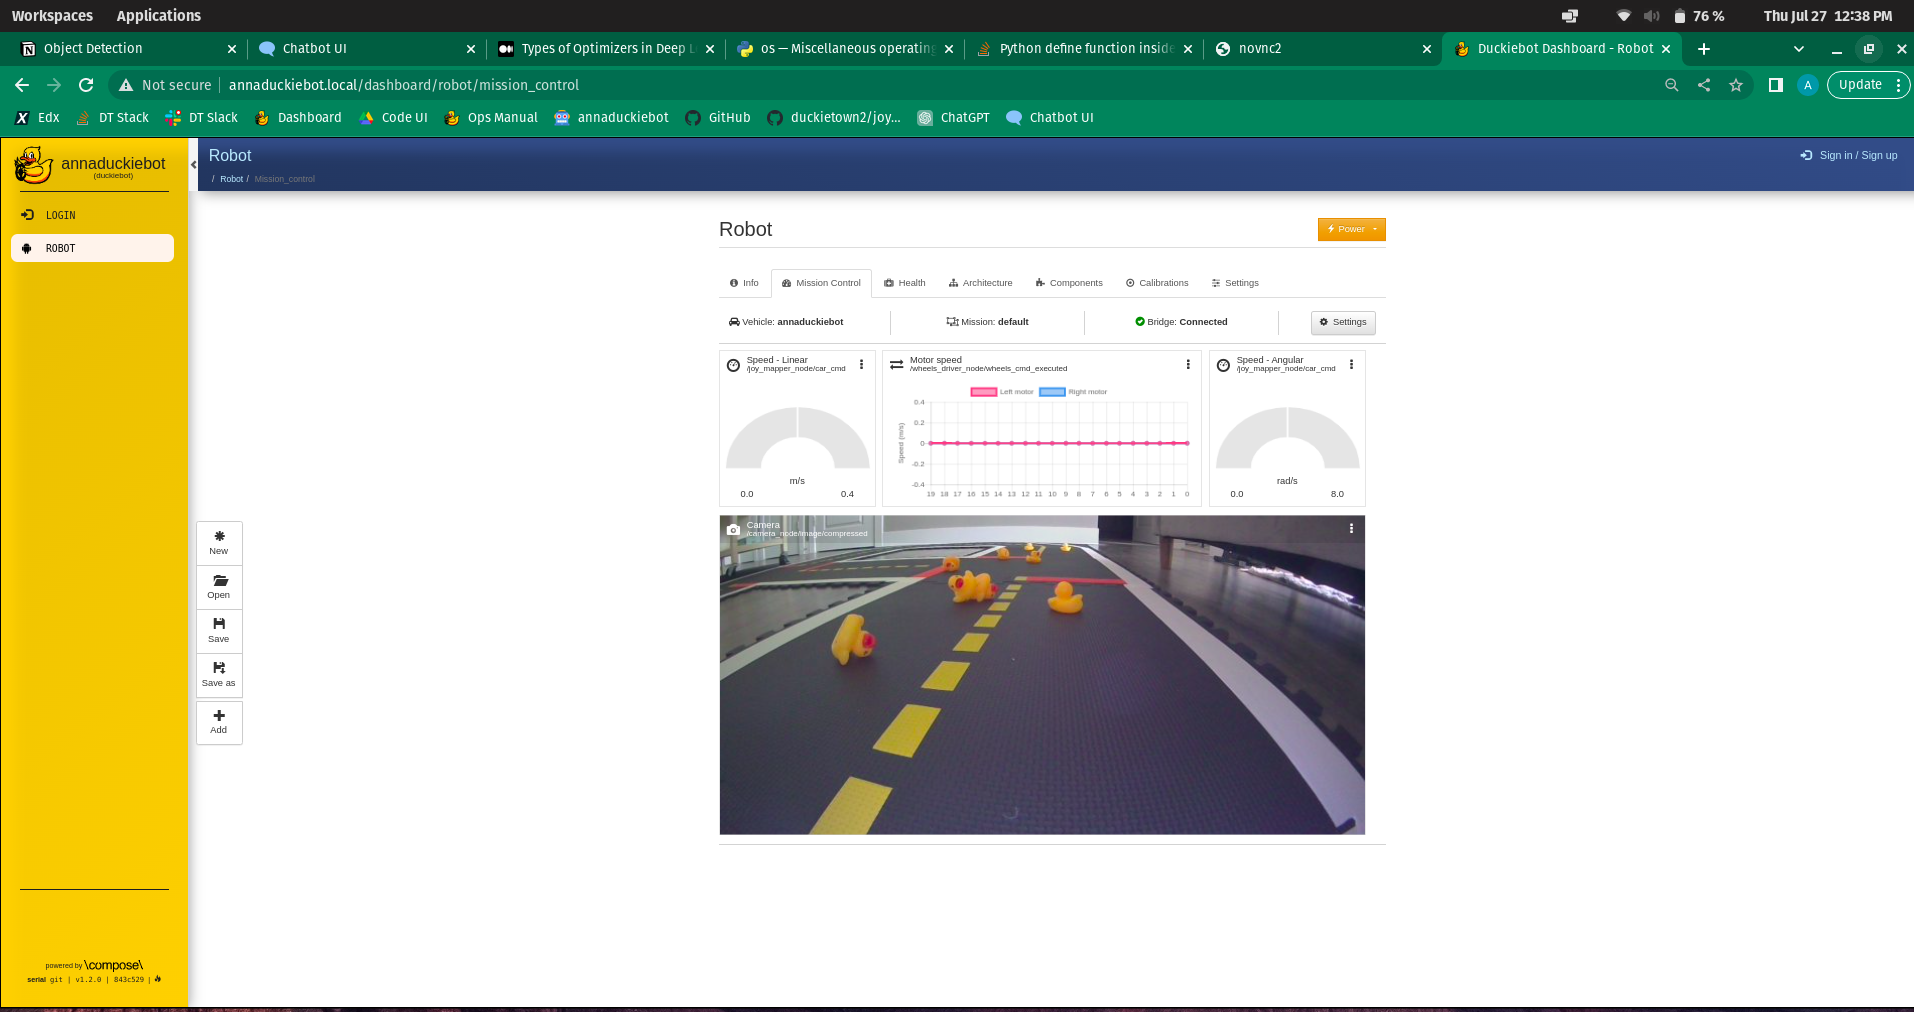 Workspaces Applications 76 % Thu Jul 27 12:38 PM
Object Detection Chatbot UI Types of Optimizers in Deep L os — Miscellaneous operating Python define function inside novnc2 Duckiebot Dashboard - Robot
Not secure annaduckiebot.local/dashboard/robot/mission_control A Update
Edx DT Stack DT Slack Dashboard Code UI Ops Manual annaduckiebot GitHub duckietown2/joy... ChatGPT Chatbot UI
annaduckiebot
(duckiebot)
LOGIN
ROBOT
Robot
/ Robot / Mission_control
Sign in / Sign up
Robot
Power
Info Mission Control Health Architecture Components Calibrations Settings
Vehicle: annaduckiebot Mission: default Bridge: Connected Settings
Speed - Linear
/joy_mapper_node/car_cmd
m/s
0.0 0.4
Motor speed
/wheels_driver_node/wheels_cmd_executed
Left motor Right motor
Speed (m/s)
0.4
0.2
0
-0.2
-0.4
19 18 17 16 15 14 13 12 11 10 9 8 7 6 5 4 3 2 1 0
Speed - Angular
/joy_mapper_node/car_cmd
rad/s
0.0 8.0
Camera
/camera_node/image/compressed
New
Open
Save
Save as
Add
powered by \compose\
serial git | v1.2.0 | 843c529 |